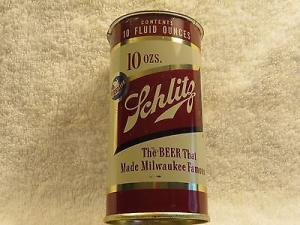 CONTENTS
10 FLUID OUNCES
10 OZS.
Schlitz
The BEER That
Made Milwaukee Famous